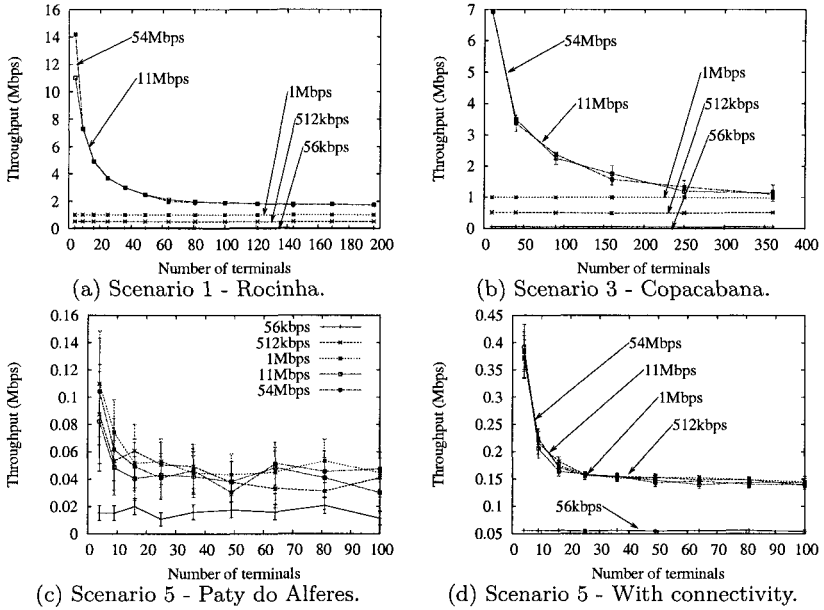 16
14
12
10
8
6
4
2
0
Throughput (Mbps)
54Mbps
11Mbps
1Mbps
512kbps
56kbps
0 20 40 60 80 100 120 140 160 180 200
Number of terminals
(a) Scenario 1 - Rocinha.
7
6
5
4
3
2
1
0
Throughput (Mbps)
54Mbps
11Mbps
1Mbps
512kbps
56kbps
0 50 100 150 200 250 300 350 400
Number of terminals
(b) Scenario 3 - Copacabana.
0.16
0.14
0.12
0.1
0.08
0.06
0.04
0.02
0
Throughput (Mbps)
56kbps
512kbps
1Mbps
11Mbps
54Mbps
0 10 20 30 40 50 60 70 80 90 100
Number of terminals
(c) Scenario 5 - Paty do Alferes.
0.45
0.4
0.35
0.3
0.25
0.2
0.15
0.1
0.05
Throughput (Mbps)
54Mbps
11Mbps
1Mbps
512kbps
56kbps
0 10 20 30 40 50 60 70 80 90 100
Number of terminals
(d) Scenario 5 - With connectivity.